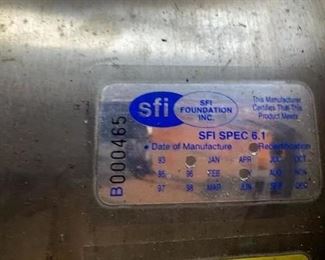 sfi
SFI
FOUNDATION
INC.
This Manufacturer
Certifies That This
Product Meets
SFI SPEC 6.1
• Date of Manufacture • Recertification
93 JAN APR JUL OCT
95 96 FEB AUG NOV
97 98 MAR JUN SEP DEC
B000465